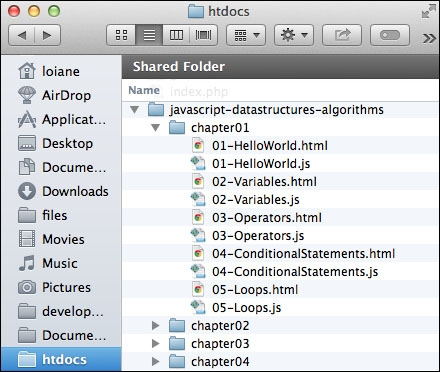 htdocs
Shared Folder
Name
index.php
loiane
AirDrop
Applicat...
Desktop
Docume...
Downloads
files
Movies
Music
Pictures
develop...
Docume...
htdocs
javascript-datastructures-algorithms
chapter01
01-HelloWorld.html
01-HelloWorld.js
02-Variables.html
02-Variables.js
03-Operators.html
03-Operators.js
04-ConditionalStatements.html
04-ConditionalStatements.js
05-Loops.html
05-Loops.js
chapter02
chapter03
chapter04